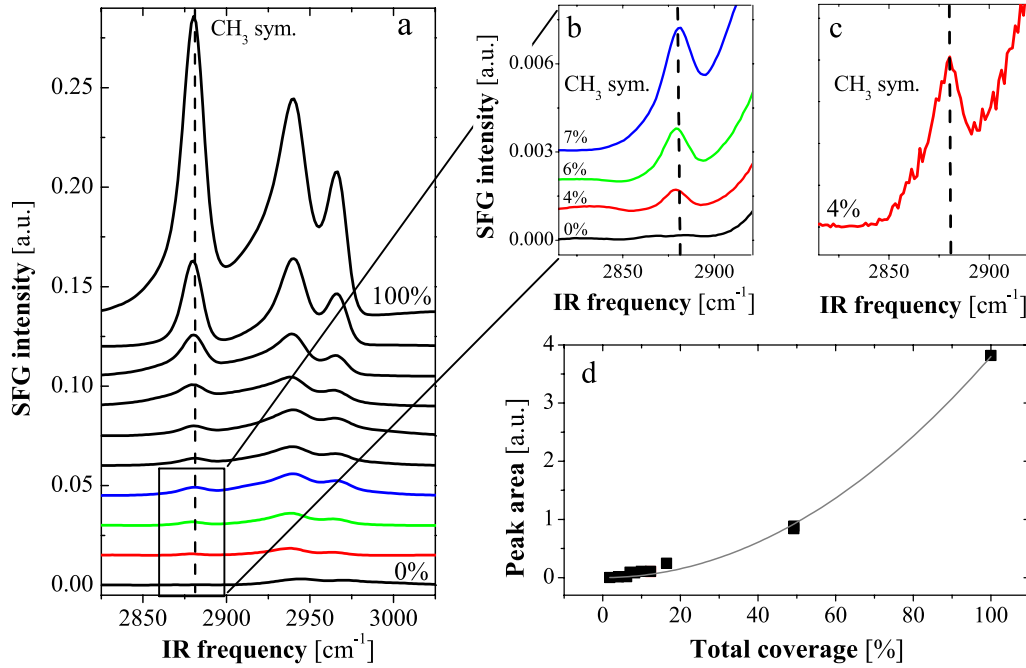 a
CH3 sym.
100%
0%
0.25
0.20
0.15
0.10
0.05
0.00
SFG intensity [a.u.]
2850 2900 2950 3000
IR frequency [cm-1]
b
CH3 sym.
7%
6%
4%
0%
0.006
0.003
0.000
SFG intensity [a.u.]
2850 2900
IR frequency [cm-1]
c
CH3 sym.
4%
2850 2900
IR frequency [cm-1]
d
4
3
2
1
0
Peak area [a.u.]
0 20 40 60 80 100
Total coverage [%]